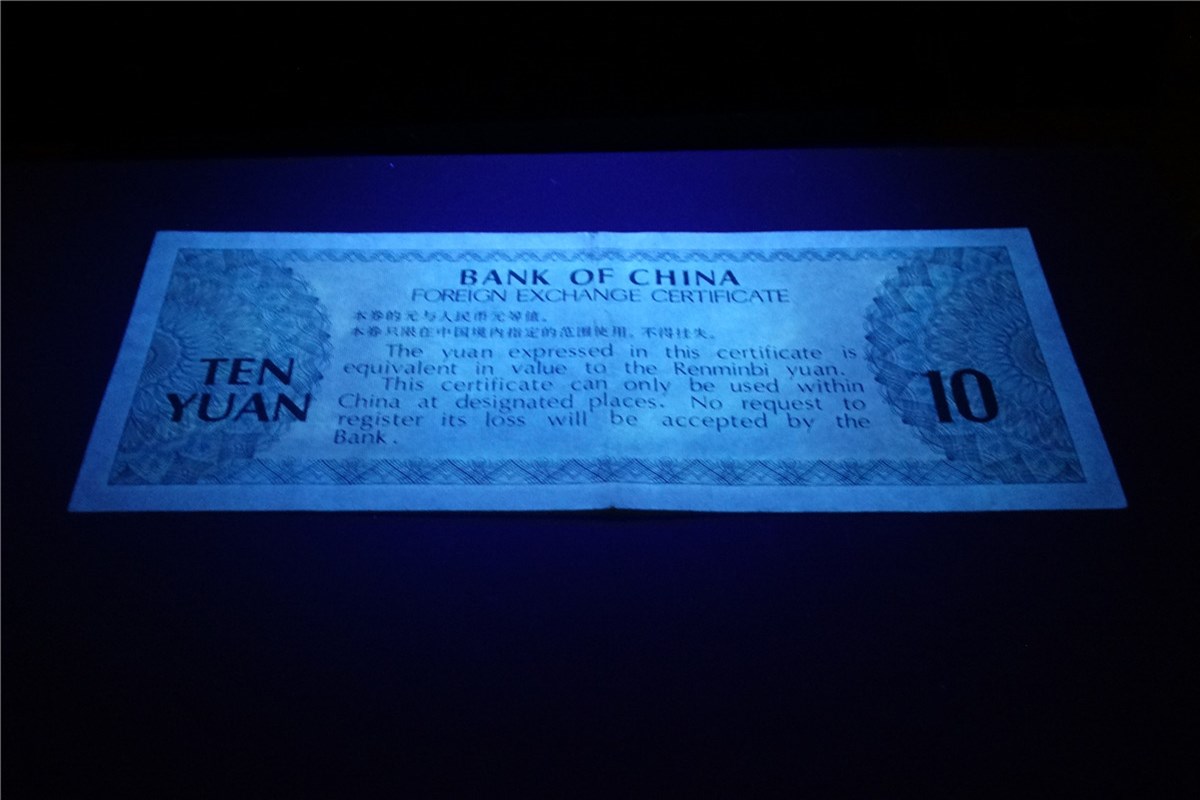 BANK OF CHINA
FOREIGN EXCHANGE CERTIFICATE
本券的元与人民币元等值。
本券只限在中国境内指定的范围使用，不得挂失。
The yuan expressed in this certificate is
equivalent in value to the Renminbi yuan.
This certificate can only be used within
China at designated places. No request to
register its loss will be accepted by the
Bank.
TEN
YUAN
10